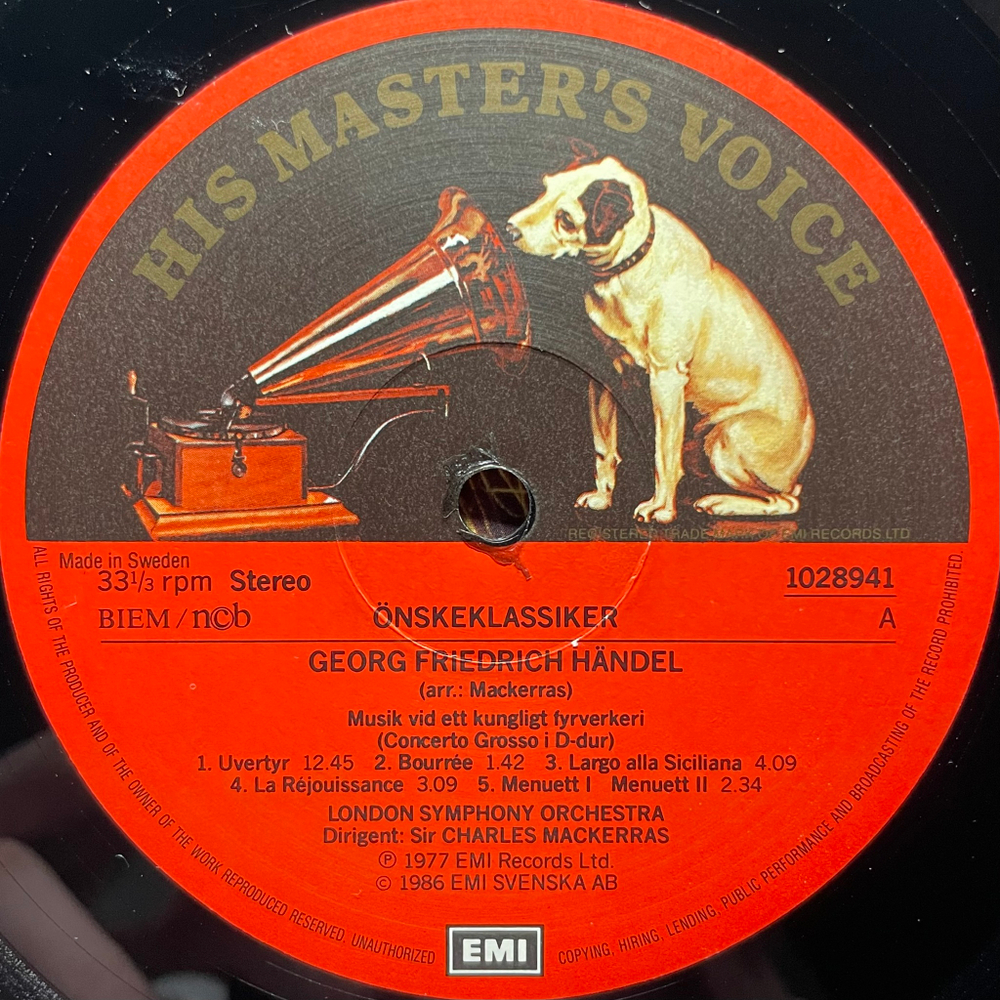 HIS MASTER'S VOICE
REGISTERED TRADE MARK OF EMI RECORDS LTD
Made in Sweden
33 1/3 rpm Stereo
1028941
BIEM / n©b
ÖNSKEKLASSIKER
A
GEORG FRIEDRICH HÄNDEL
(arr.: Mackerras)
Musik vid ett kungligt fyrverkeri
(Concerto Grosso i D-dur)
1. Uvertyr 12.45 2. Bourrée 1.42 3. Largo alla Siciliana 4.09
4. La Réjouissance 3.09 5. Menuett I Menuett II 2.34
LONDON SYMPHONY ORCHESTRA
Dirigent: Sir CHARLES MACKERRAS
℗ 1977 EMI Records Ltd.
© 1986 EMI SVENSKA AB
EMI
ALL RIGHTS OF THE PRODUCER AND OF THE OWNER OF THE WORK REPRODUCED RESERVED. UNAUTHORIZED COPYING, HIRING, LENDING, PUBLIC PERFORMANCE AND BROADCASTING OF THE RECORD PROHIBITED.